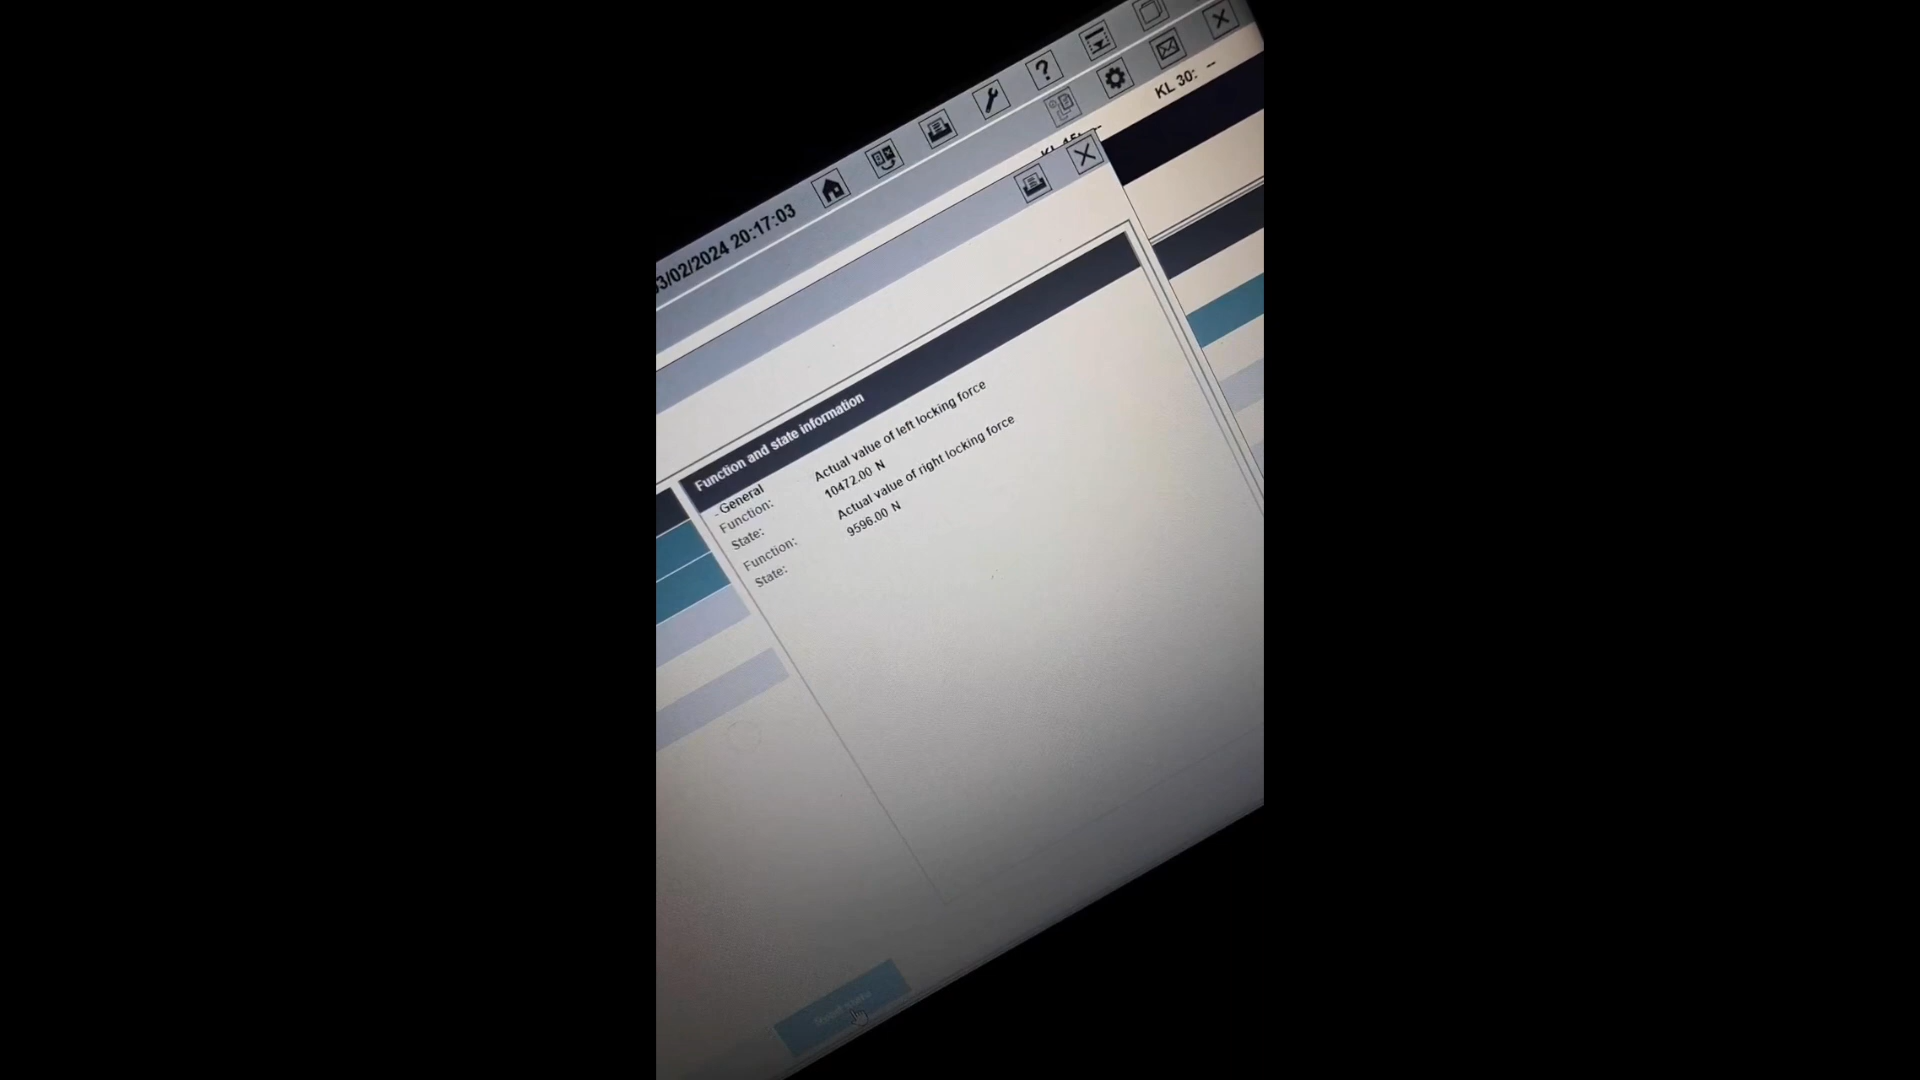 3/02/2024 20:17:03
KL 30: --
Function and state information
- General
Function: Actual value of left locking force
State: 10472.00 N
Function: Actual value of right locking force
State: 9596.00 N